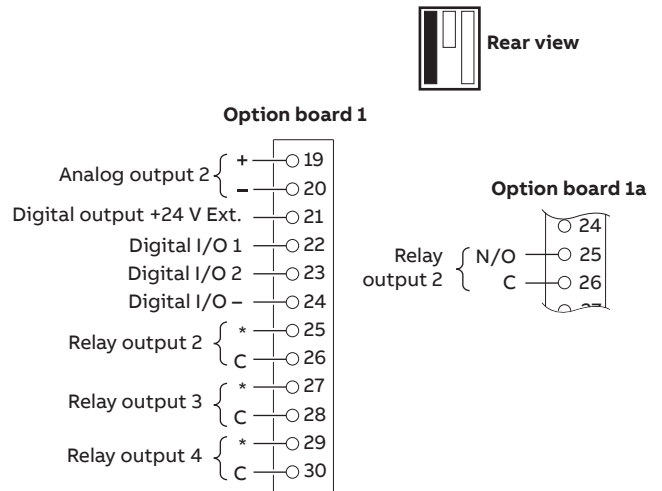 Rear view
Option board 1
Analog output 2 + 19
– 20
Digital output +24 V Ext. 21
Digital I/O 1 22
Digital I/O 2 23
Digital I/O – 24
Relay output 2 * 25
C 26
Relay output 3 * 27
C 28
Relay output 4 * 29
C 30
Option board 1a
24
Relay output 2 N/O 25
C 26